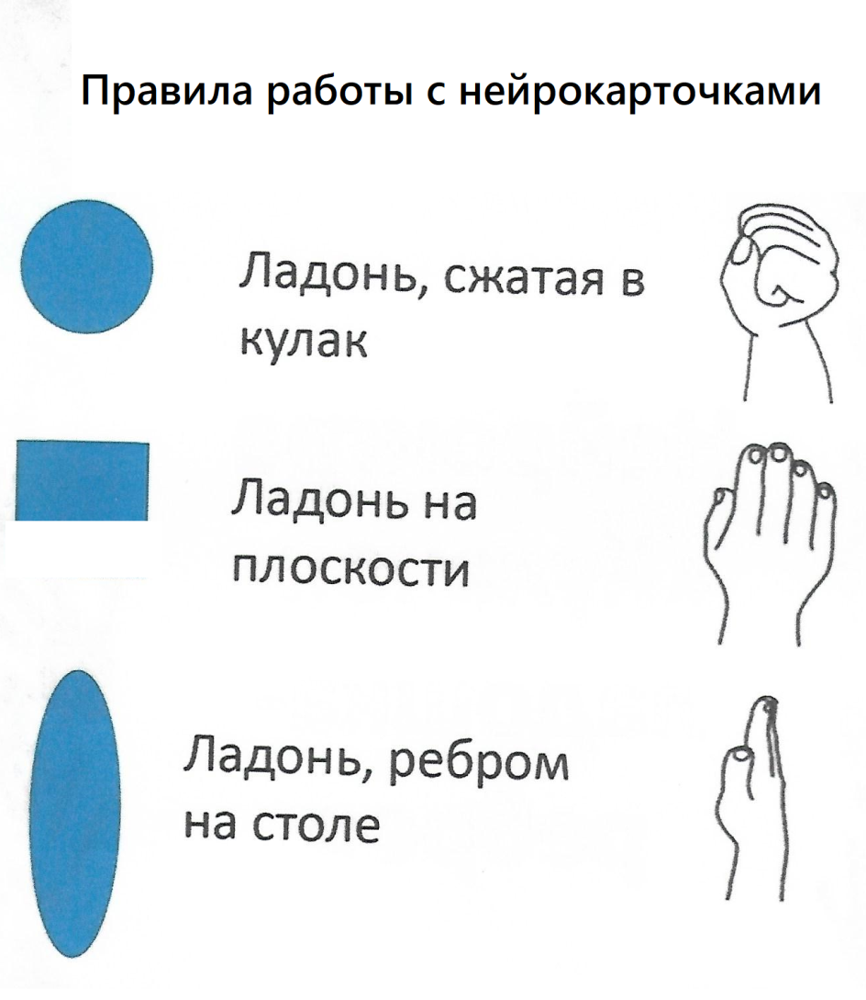 Правила работы с нейрокарточками
Ладонь, сжатая в
кулак
Ладонь на
плоскости
Ладонь, ребром
на столе